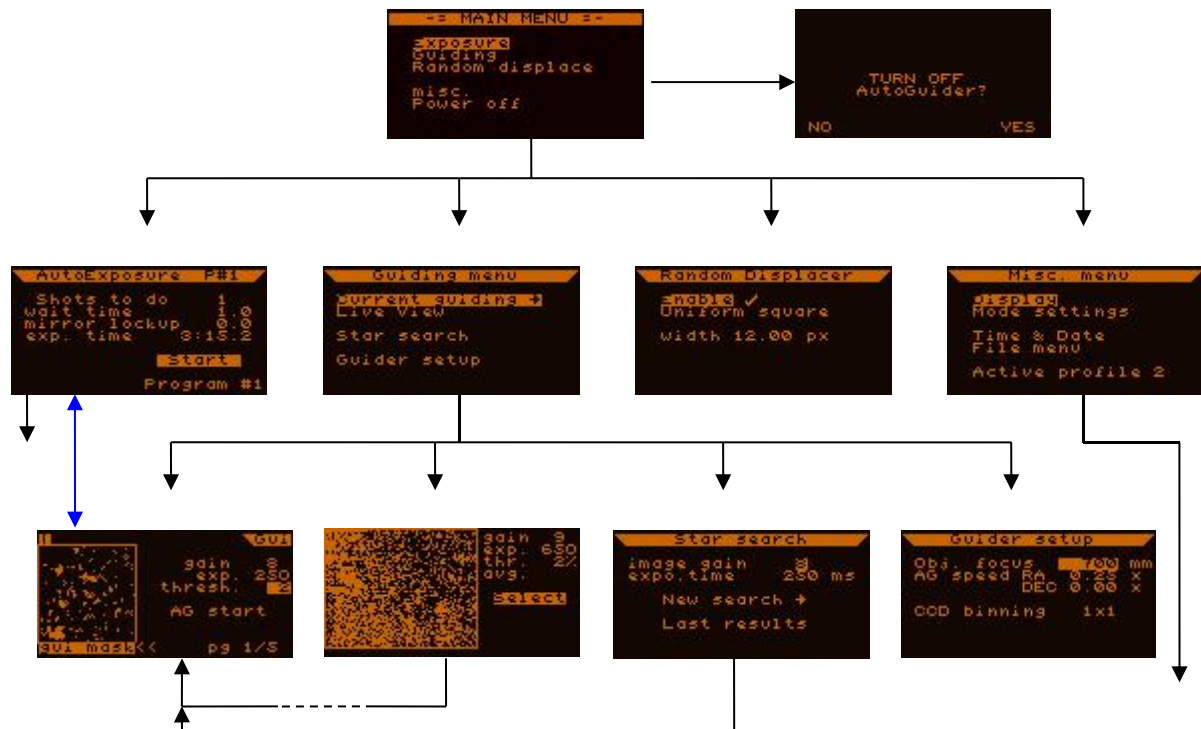 -= MAIN MENU =-
Exposure
Guiding
Random displace
misc.
Power off
TURN OFF
AutoGuider?
NO YES
AutoExposure P#1
Shots to do 1
wait time 1.0
mirror lockup 0.0
exp. time 3:15.2
Start
Program #1
Guiding menu
Current guiding →
Live View
Star search
Guider setup
Random Displacer
Enable ✓
Uniform square
width 12.00 px
Misc. menu
Display
Mode settings
Time & Date
File menu
Active profile 2
Gui
gain 8
exp. 250
thresh. 2
AG start
gui mask<< pg 1/5
gain 9
exp. 650
thr. 2%
avg.
Select
Star search
image gain 8
expo.time 250 ms
New search →
Last results
Guider setup
Obj. focus 700 mm
AG speed RA 0.25 x
DEC 0.00 x
CCD binning 1x1